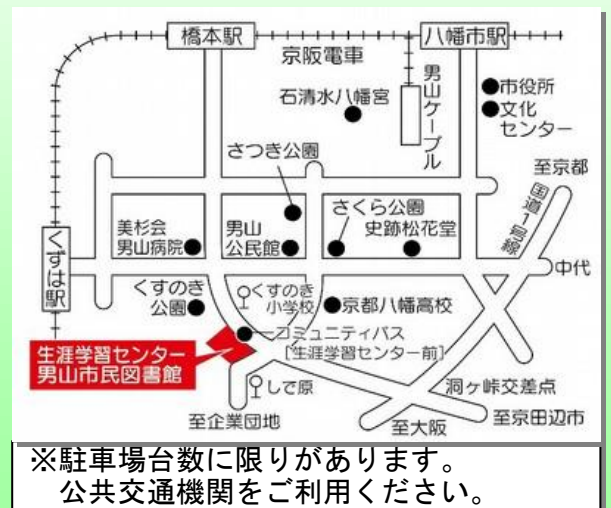 橋本駅
八幡市駅
京阪電車
男山ケーブル
石清水八幡宮
市役所
文化
センター
さつき公園
至京都
国道1号線
美杉会
男山病院
男山
公民館
さくら公園
史跡松花堂
くずは駅
中代
くすのき
公園
くすのき
小学校
京都八幡高校
コミュニティバス
[生涯学習センター前]
生涯学習センター
男山市民図書館
しで原
洞ヶ峠交差点
至企業団地
至大阪
至京田辺市
※駐車場台数に限りがあります。
公共交通機関をご利用ください。